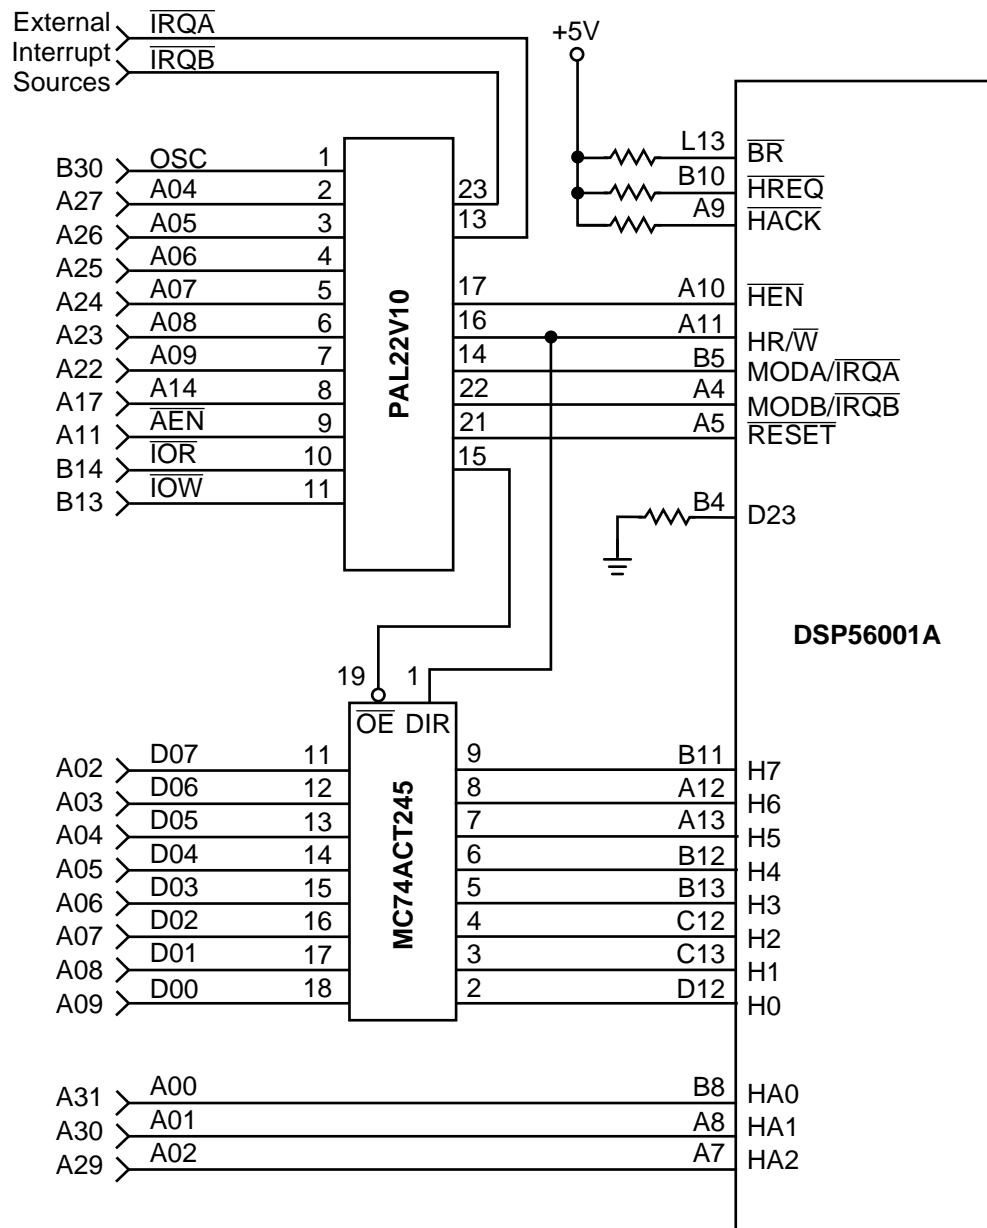 External
Interrupt
Sources
IRQA
IRQB
+5V
B30 OSC 1
A27 A04 2
A26 A05 3
A25 A06 4
A24 A07 5
A23 A08 6
A22 A09 7
A17 A14 8
A11 AEN 9
B14 IOR 10
B13 IOW 11
PAL22V10
23
13
17
16
14
22
21
15
L13 BR
B10 HREQ
A9 HACK
A10 HEN
A11 HR/W
B5 MODA/IRQA
A4 MODB/IRQB
A5 RESET
B4 D23
DSP56001A
19 1
OE DIR
MC74ACT245
A02 D07 11 9 B11 H7
A03 D06 12 8 A12 H6
A04 D05 13 7 A13 H5
A05 D04 14 6 B12 H4
A06 D03 15 5 B13 H3
A07 D02 16 4 C12 H2
A08 D01 17 3 C13 H1
A09 D00 18 2 D12 H0
A31 A00 B8 HA0
A30 A01 A8 HA1
A29 A02 A7 HA2